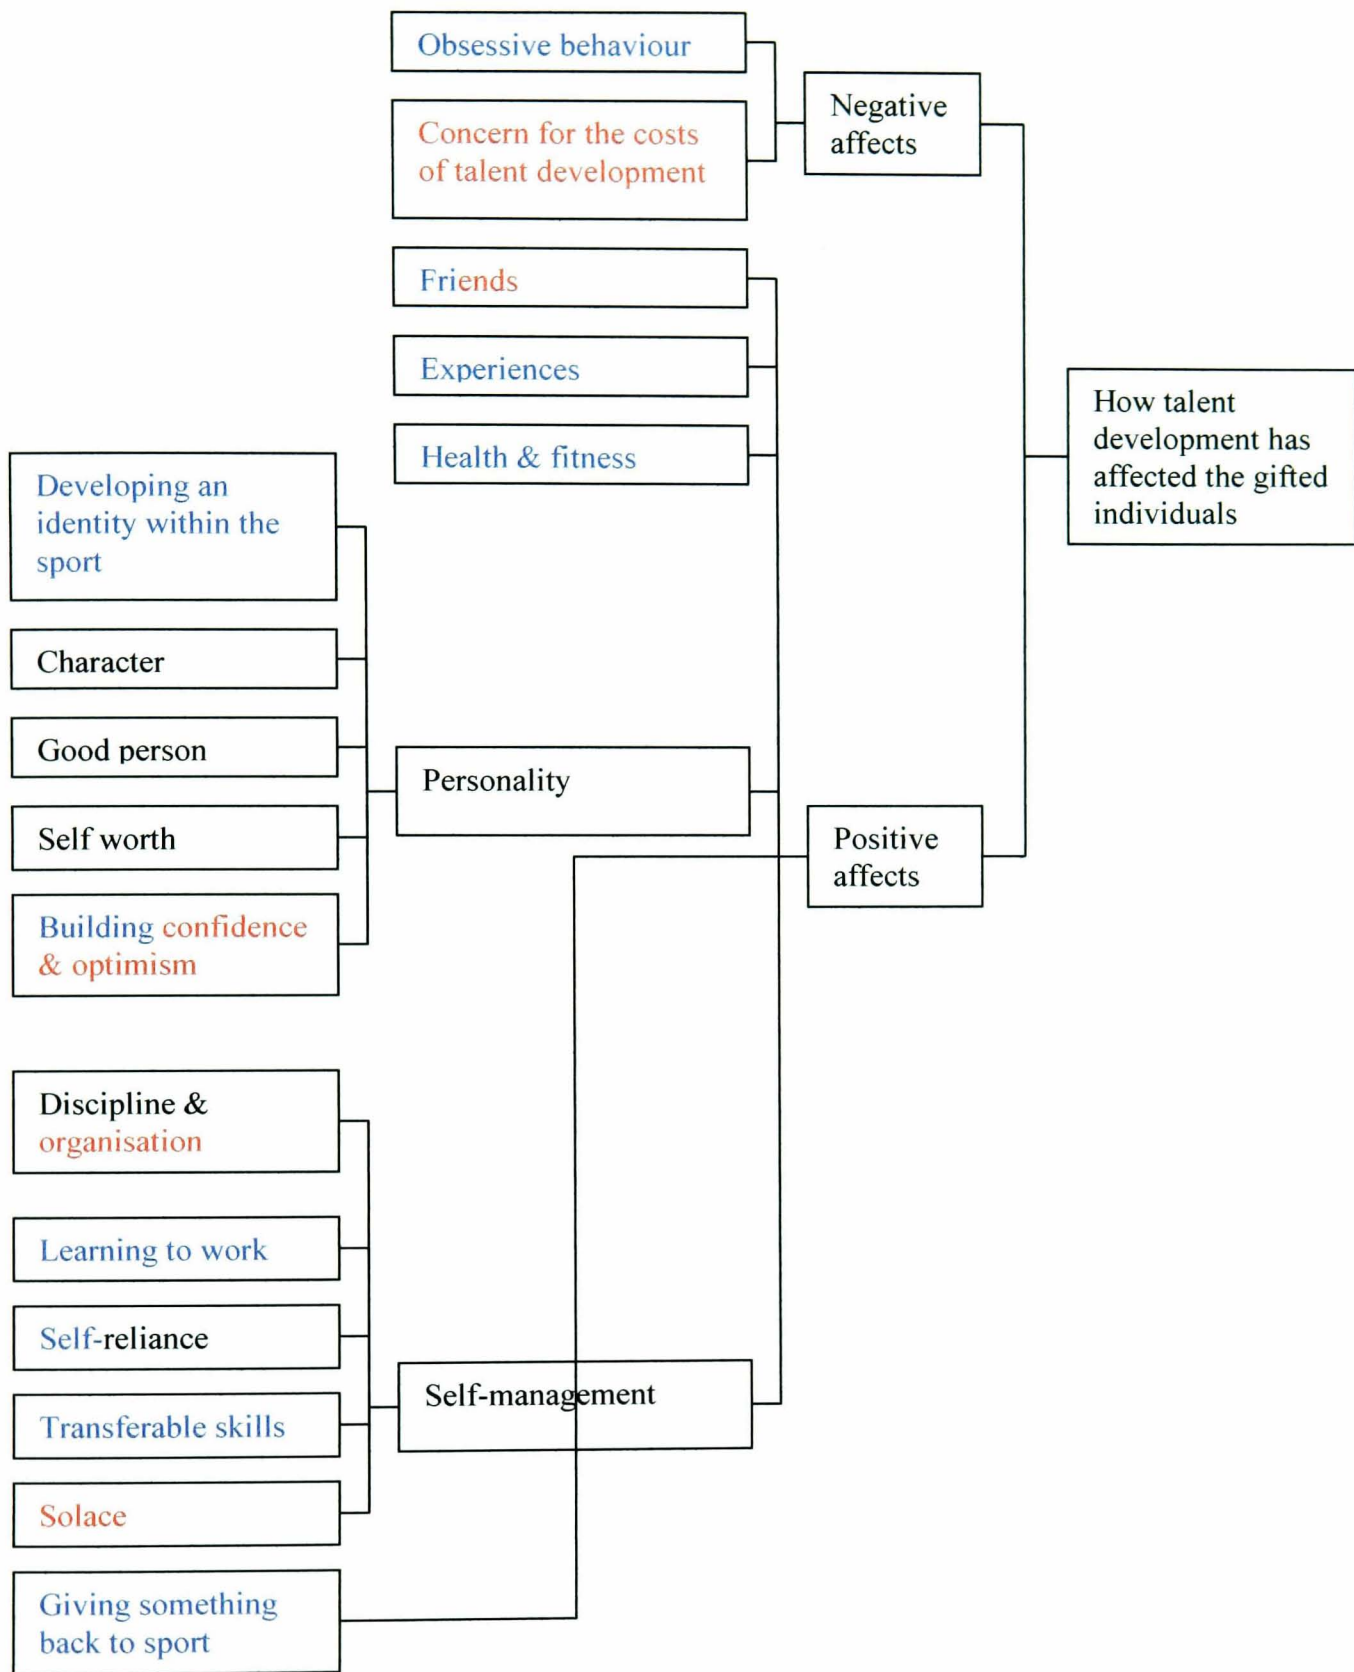 Obsessive behaviour
Concern for the costs
of talent development
Negative
affects
Friends
Experiences
Health & fitness
How talent
development has
affected the gifted
individuals
Developing an
identity within the
sport
Character
Good person
Self worth
Building confidence
& optimism
Personality
Positive
affects
Discipline &
organisation
Learning to work
Self-reliance
Transferable skills
Solace
Self-management
Giving something
back to sport